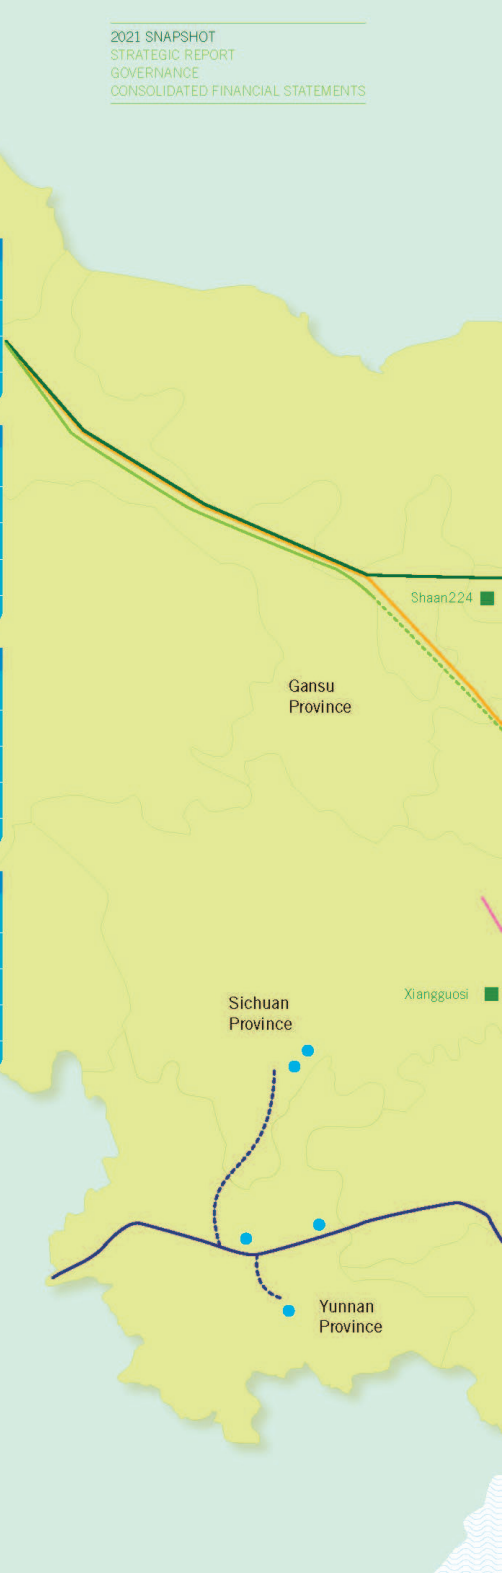 2021 SNAPSHOT
STRATEGIC REPORT
GOVERNANCE
CONSOLIDATED FINANCIAL STATEMENTS
Shaan224
Gansu
Province
Xiangguosi
Sichuan
Province
Yunnan
Province